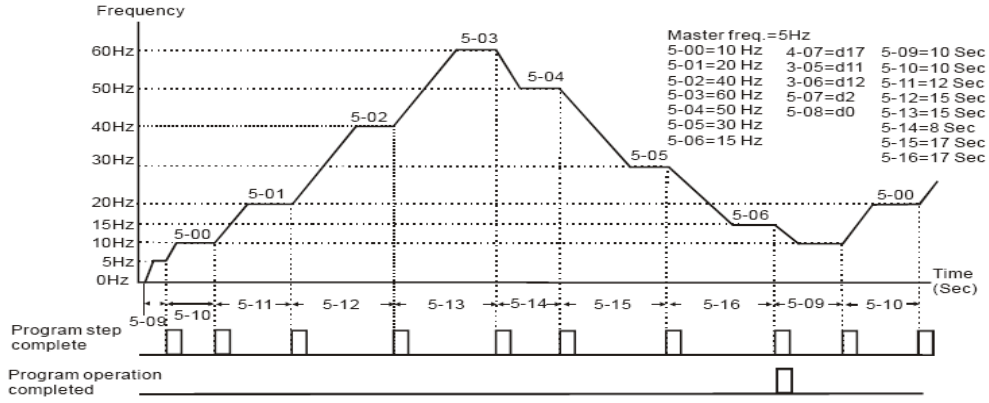 Frequency
60Hz
50Hz
40Hz
30Hz
20Hz
15Hz
10Hz
5Hz
0Hz
5-00
5-01
5-02
5-03
5-04
5-05
5-06
5-00
Master freq.=5Hz
5-00=10 Hz
5-01=20 Hz
5-02=40 Hz
5-03=60 Hz
5-04=50 Hz
5-05=30 Hz
5-06=15 Hz
4-07=d17
3-05=d11
3-06=d12
5-07=d2
5-08=d0
5-09=10 Sec
5-10=10 Sec
5-11=12 Sec
5-12=15 Sec
5-13=15 Sec
5-14=8 Sec
5-15=17 Sec
5-16=17 Sec
Time
(Sec)
5-09
5-10
5-11
5-12
5-13
5-14
5-15
5-16
5-09
5-10
Program step
complete
Program operation
completed